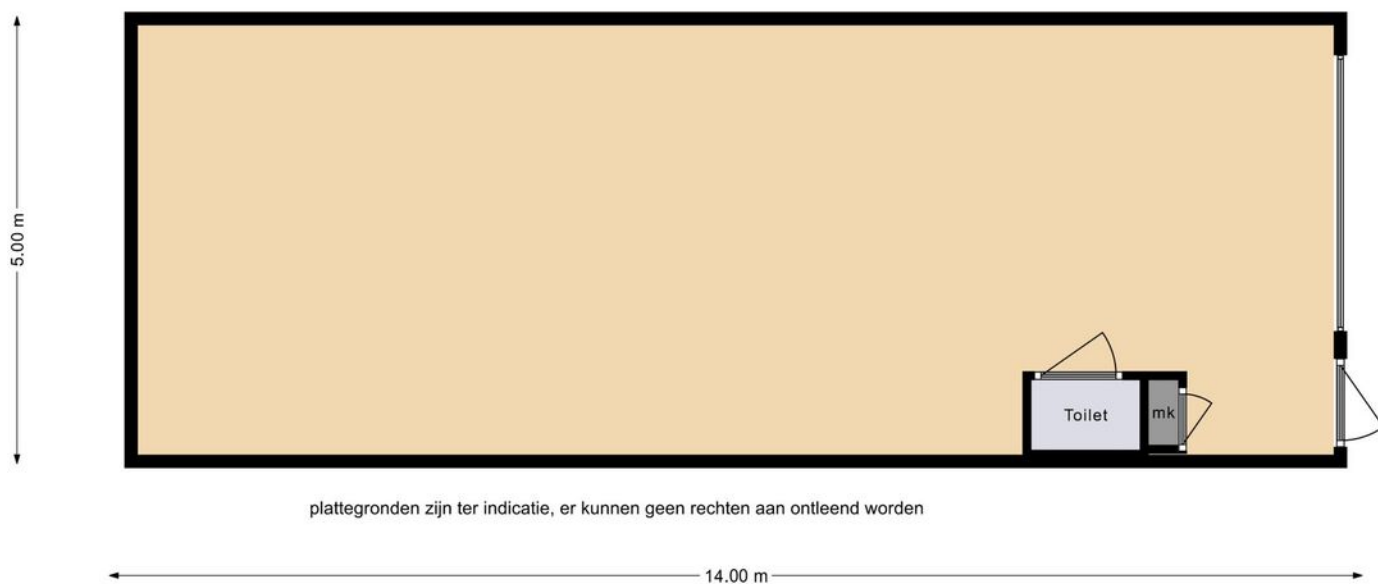 5.00 m
Toilet
mk
plattegronden zijn ter indicatie, er kunnen geen rechten aan ontleend worden
14.00 m